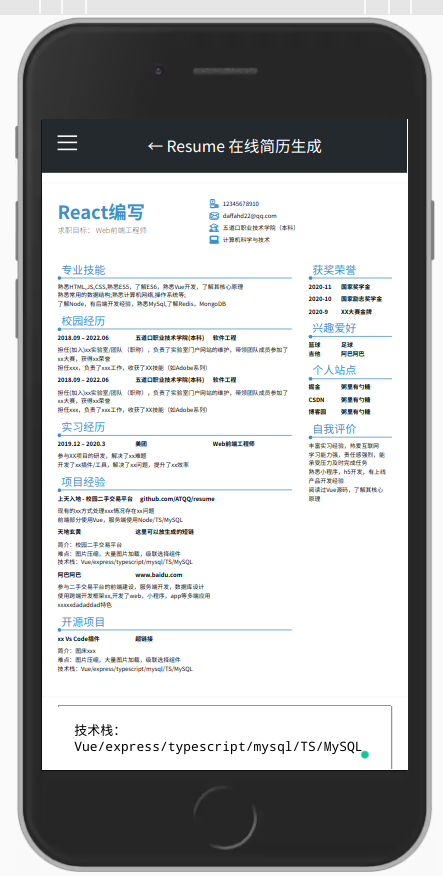 ← Resume 在线简历生成
React编写
求职目标： Web前端工程师
12345678910
daffahd22@qq.com
五道口职业技术学院（本科）
计算机科学与技术
专业技能
熟悉HTML,JS,CSS,熟悉ES5，了解ES6，熟悉Vue开发，了解其核心原理
熟悉常用的数据结构;熟悉计算机网络,操作系统等;
了解Node，有后端开发经验，熟悉MySql,了解Redis，MongoDB
校园经历
2018.09 – 2022.06 五道口职业技术学院(本科) 软件工程
担任(加入)xx实验室/团队 （职称），负责了实验室门户网站的维护，带领团队成员参加了
xx大赛，获得xx荣誉
担任xxx，负责了xxx工作，收获了XX技能（如Adobe系列）
2018.09 – 2022.06 五道口职业技术学院(本科) 软件工程
担任(加入)xx实验室/团队 （职称），负责了实验室门户网站的维护，带领团队成员参加了
xx大赛，获得xx荣誉
担任xxx，负责了xxx工作，收获了XX技能（如Adobe系列）
实习经历
2019.12 – 2020.3 美团 Web前端工程师
参与XX项目的研发，解决了xx难题
开发了xx插件/工具，解决了xx问题，提升了xx效率
项目经验
上天入地 - 校园二手交易平台 github.com/ATQQ/resume
现有的xx方式处理xxx情况存在xx问题
前端部分使用Vue，服务端使用Node/TS/MySQL
天地玄黄 这里可以放生成的短链
简介：校园二手交易平台
难点：图片压缩，大量图片加载，级联选择组件
技术栈：Vue/express/typescript/mysql/TS/MySQL
阿巴阿巴 www.baidu.com
参与二手交易平台的前端建设，服务端开发，数据库设计
使用跨端开发框架xx,开发了web，小程序，app等多端应用
xxxxxdadaddad特色
开源项目
xx Vs Code插件 超链接
简介：图床xxx
难点：图片压缩，大量图片加载，级联选择组件
技术栈：Vue/express/typescript/mysql/TS/MySQL
获奖荣誉
2020-11 国家奖学金
2020-10 国家励志奖学金
2020-9 XX大赛金牌
兴趣爱好
篮球 足球
吉他 阿巴阿巴
个人站点
掘金 粥里有勺糖
CSDN 粥里有勺糖
博客园 粥里有勺糖
自我评价
丰富实习经验，热爱互联网
学习能力强，责任感强烈，能
承受压力及时完成任务
熟悉小程序，h5开发，有上线
产品开发经验
阅读过Vue源码，了解其核心
原理
技术栈：
Vue/express/typescript/mysql/TS/MySQL